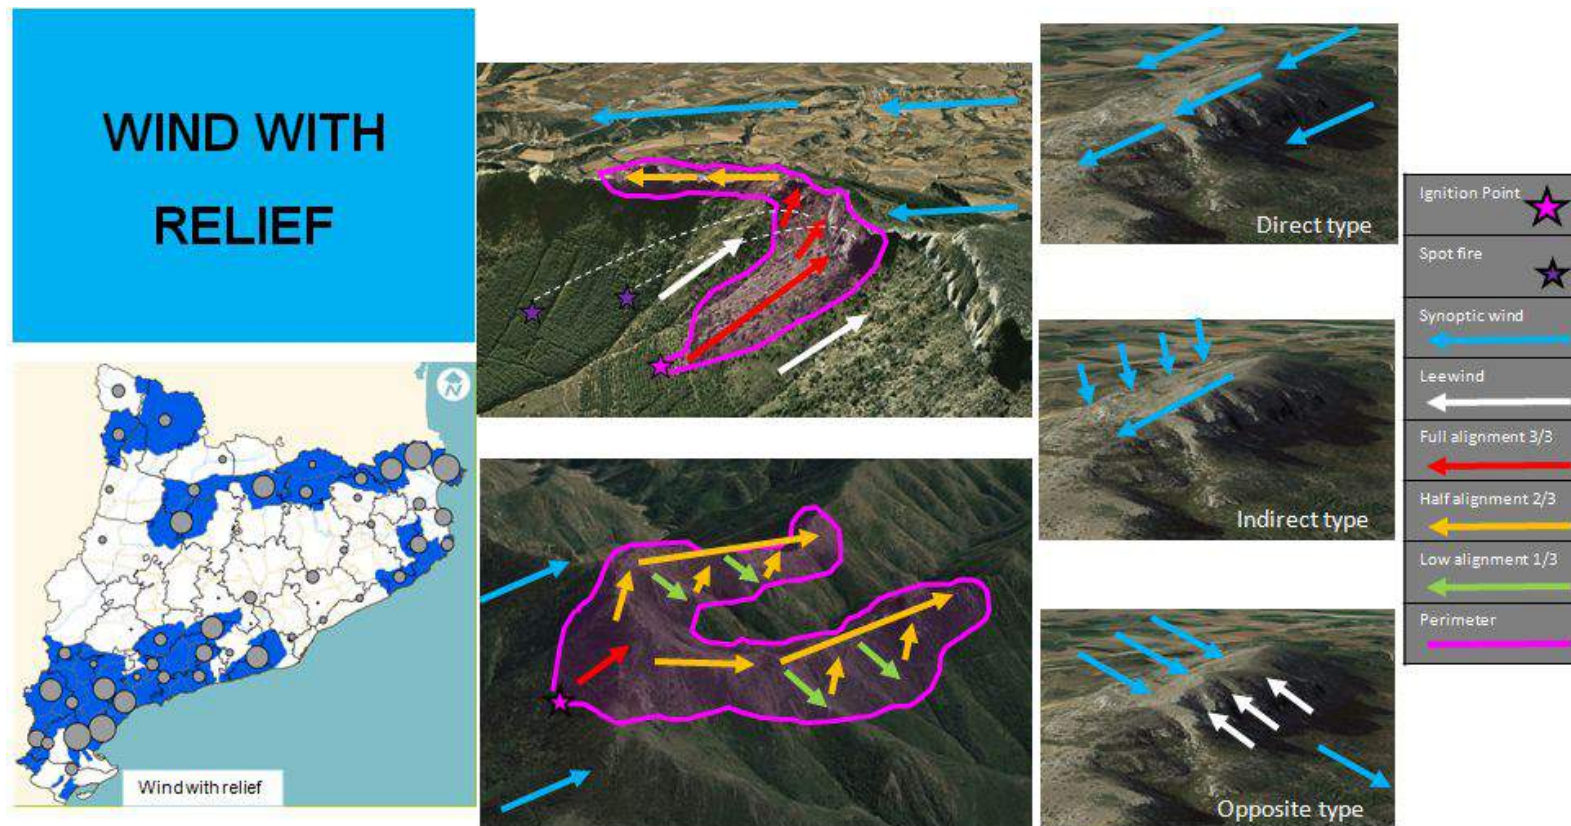 WIND WITH
RELIEF
N
Wind with relief
Direct type
Indirect type
Opposite type
Ignition Point
Spot fire
Synoptic wind
Leewind
Full alignment 3/3
Half alignment 2/3
Low alignment 1/3
Perimeter